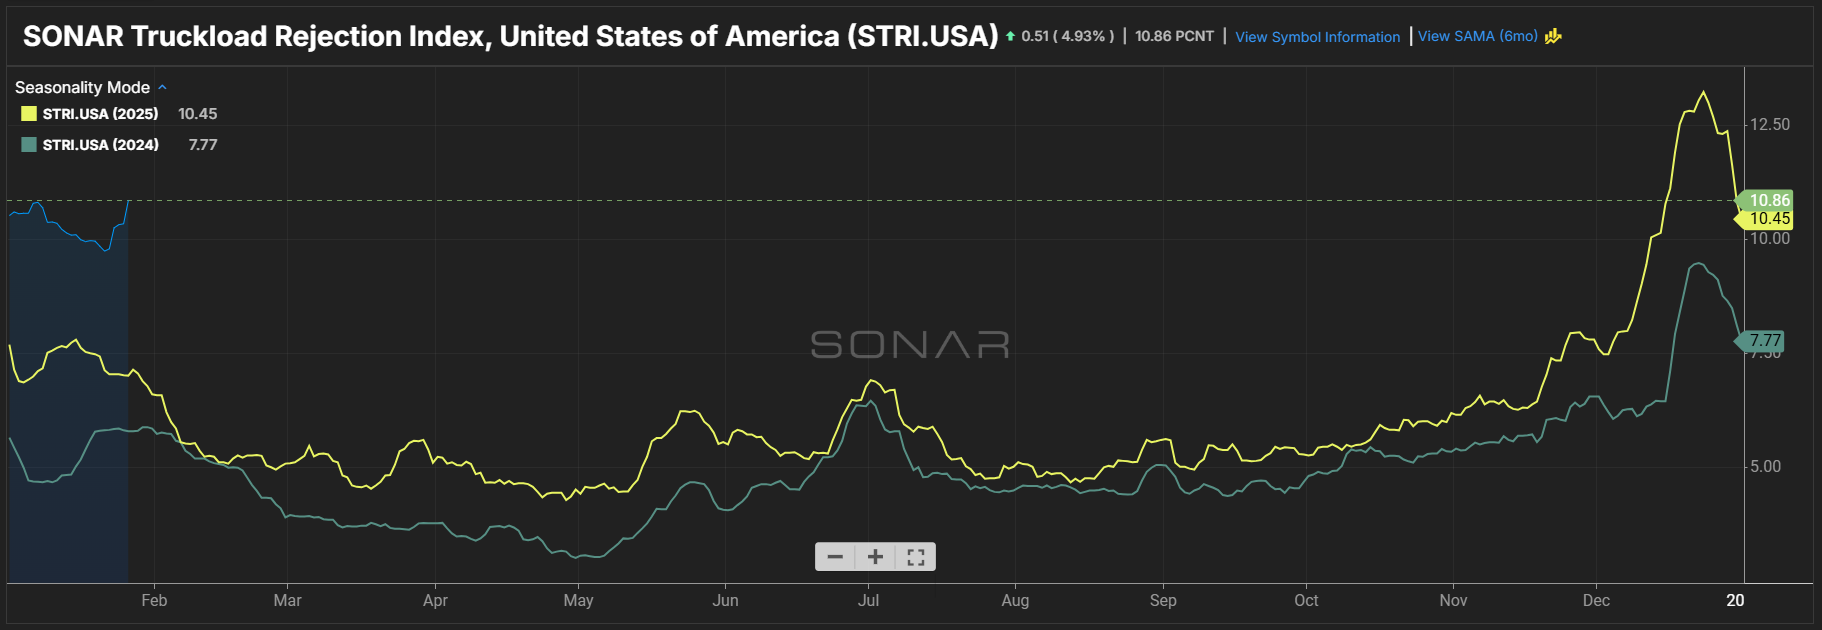 SONAR Truckload Rejection Index, United States of America (STRI.USA) 0.51 ( 4.93% ) | 10.86 PCNT | View Symbol Information | View SAMA (6mo)
Seasonality Mode
STRI.USA (2025) 10.45
STRI.USA (2024) 7.77
12.50
10.86
10.45
10.00
7.77
7.50
5.00
SONAR
Feb Mar Apr May Jun Jul Aug Sep Oct Nov Dec 20